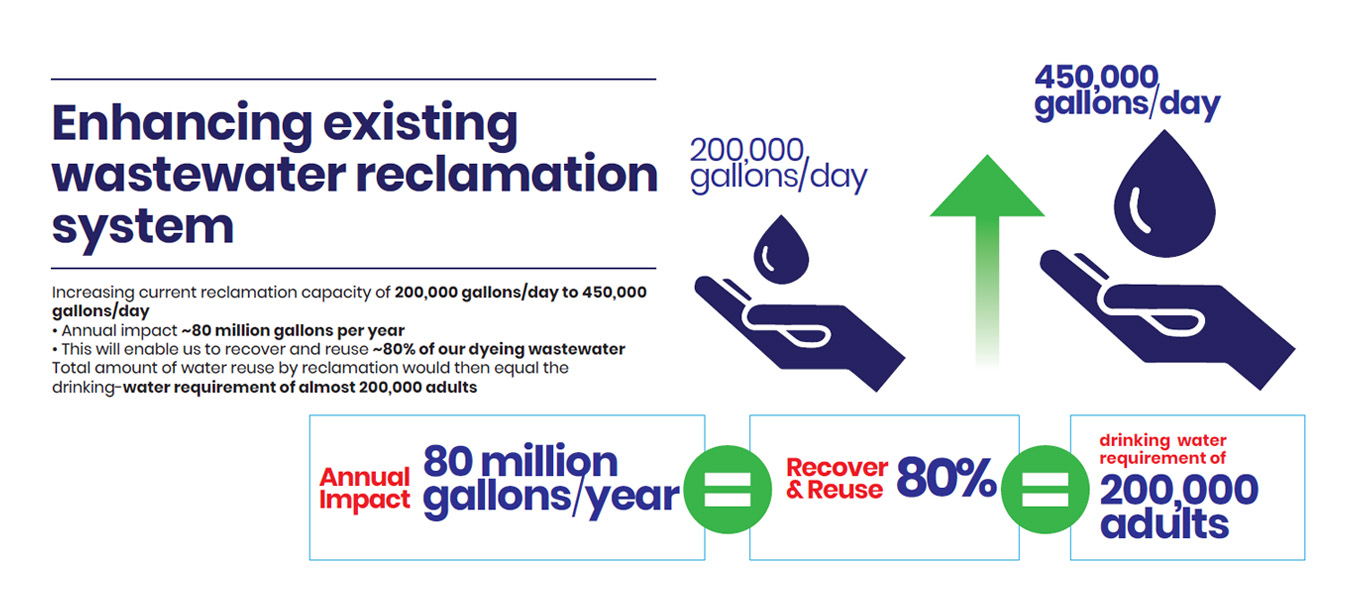 Enhancing existing
wastewater reclamation
system
Increasing current reclamation capacity of 200,000 gallons/day to 450,000
gallons/day
• Annual impact ~80 million gallons per year
• This will enable us to recover and reuse ~80% of our dyeing wastewater
Total amount of water reuse by reclamation would then equal the
drinking-water requirement of almost 200,000 adults
200,000
gallons/day
450,000
gallons/day
Annual
Impact
80 million
gallons/year
Recover
& Reuse
80%
drinking water
requirement of
200,000
adults